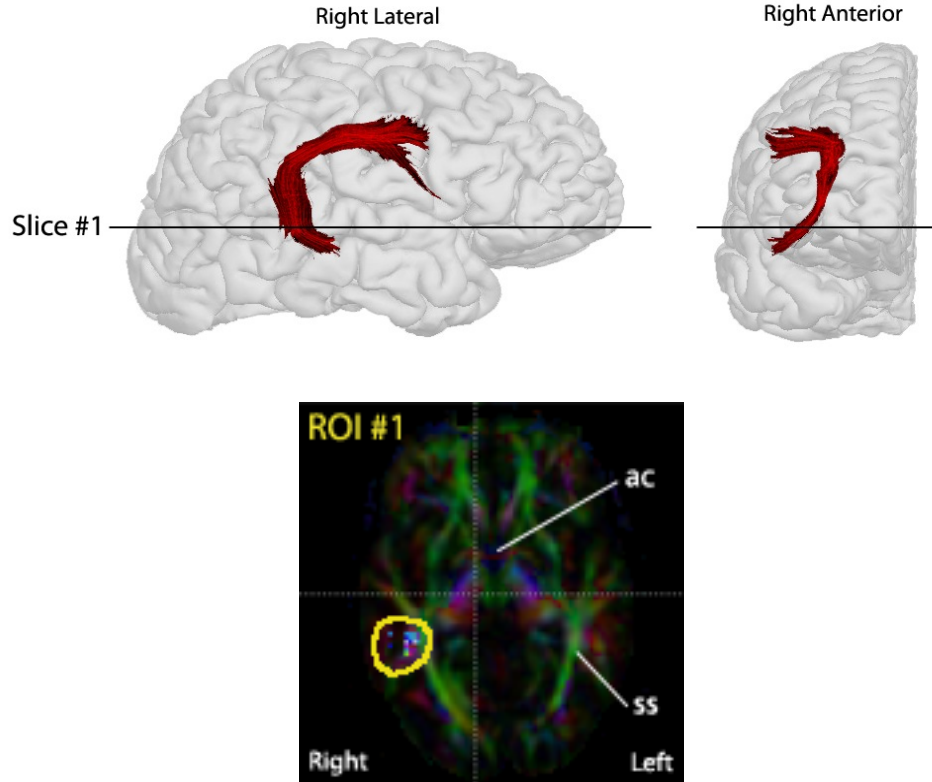 Right Lateral
Right Anterior
Slice #1
ROI #1
ac
ss
Right
Left